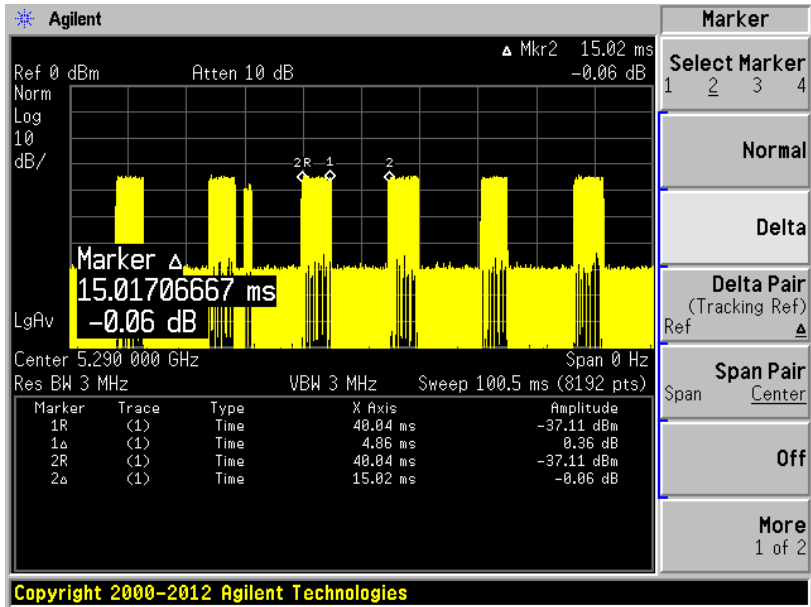 Agilent
Marker
Δ Mkr2 15.02 ms
Ref 0 dBm Atten 10 dB -0.06 dB
Norm
Log
10
dB/
2R 1 2
Marker Δ
15.01706667 ms
-0.06 dB
LgAv
Center 5.290 000 GHz Span 0 Hz
Res BW 3 MHz VBW 3 MHz Sweep 100.5 ms (8192 pts)
Marker Trace Type X Axis Amplitude
1R (1) Time 40.04 ms -37.11 dBm
1Δ (1) Time 4.86 ms 0.36 dB
2R (1) Time 40.04 ms -37.11 dBm
2Δ (1) Time 15.02 ms -0.06 dB
Select Marker
1 2 3 4
Normal
Delta
Delta Pair
(Tracking Ref)
Ref Δ
Span Pair
Span Center
Off
More
1 of 2
Copyright 2000-2012 Agilent Technologies